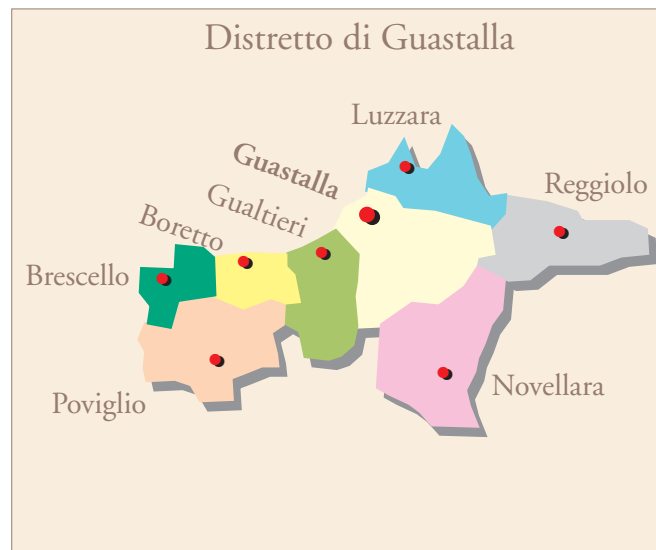 Distretto di Guastalla
Luzzara
Guastalla
Reggiolo
Gualtieri
Boretto
Brescello
Novellara
Poviglio